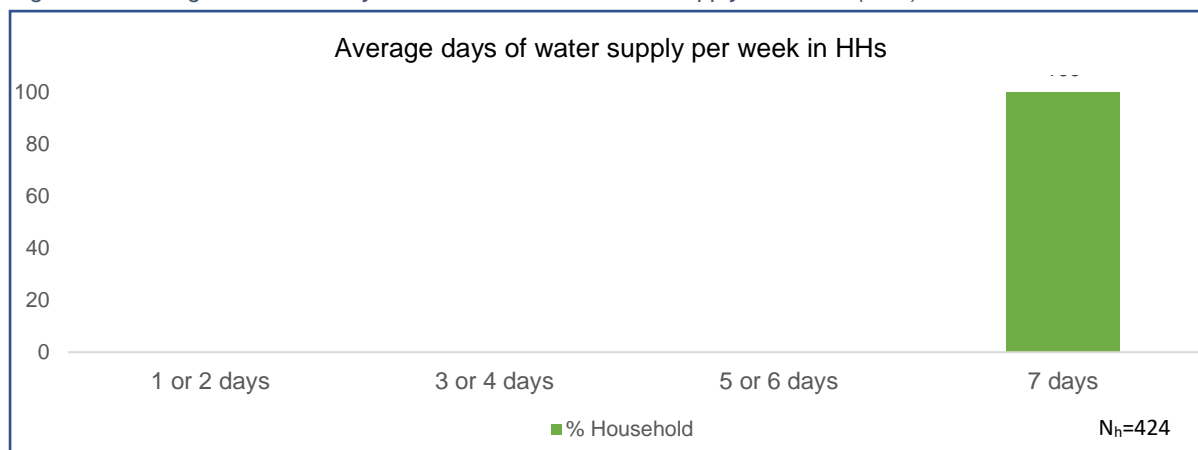 Average days of water supply per week in HHs
100
80
60
40
20
0
1 or 2 days
3 or 4 days
5 or 6 days
7 days
% Household
Nₕ=424